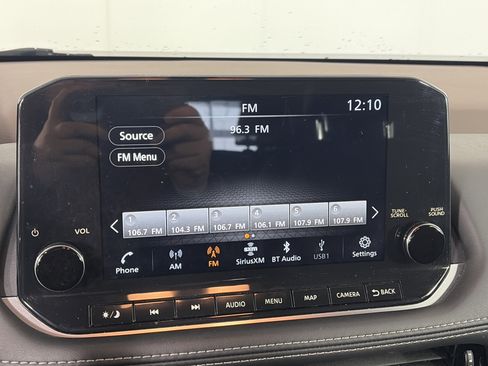 FM
12:10
96.3 FM
Source
FM Menu
1 2 3 4 5 6
106.7 FM 104.3 FM 106.7 FM 106.1 FM 107.9 FM 107.9 FM
VOL
TUNE·SCROLL
PUSH SOUND
Phone AM FM SiriusXM BT Audio USB1 Settings
AUDIO MENU MAP CAMERA BACK